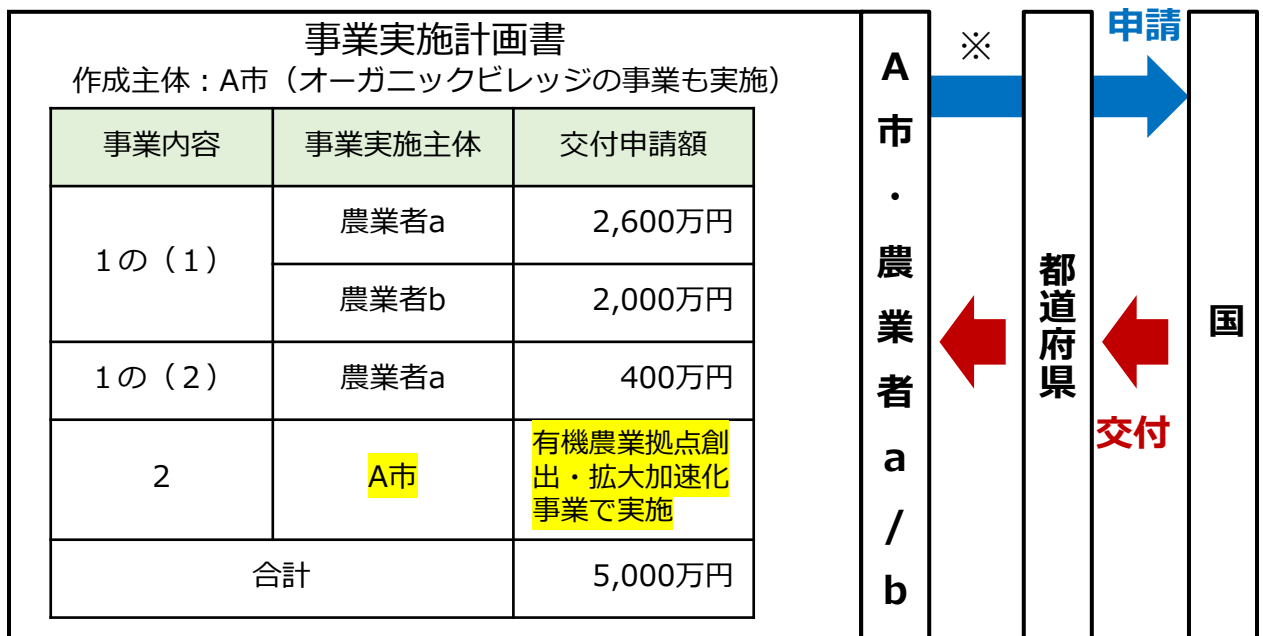 事業実施計画書
作成主体：A市（オーガニックビレッジの事業も実施）
事業内容 事業実施主体 交付申請額
１の（１）
農業者a 2,600万円
農業者b 2,000万円
１の（２） 農業者a 400万円
2 A市 有機農業拠点創
出・拡大加速化
事業で実施
合計 5,000万円
A市・農業者a/b
※
都道府県
申請
交付
国